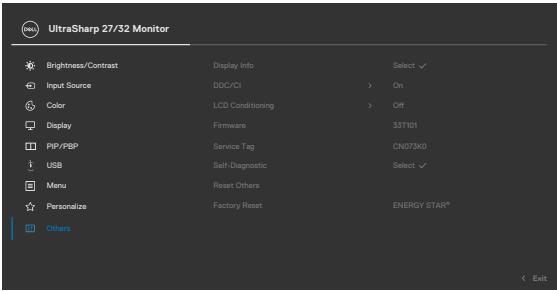 DELL UltraSharp 27/32 Monitor
Brightness/Contrast Display Info Select ✓
Input Source DDC/CI > On
Color LCD Conditioning > Off
Display Firmware 33T101
PIP/PBP Service Tag CN073K0
USB Self-Diagnostic Select ✓
Menu Reset Others
Personalize Factory Reset ENERGY STAR®
Others
< Exit